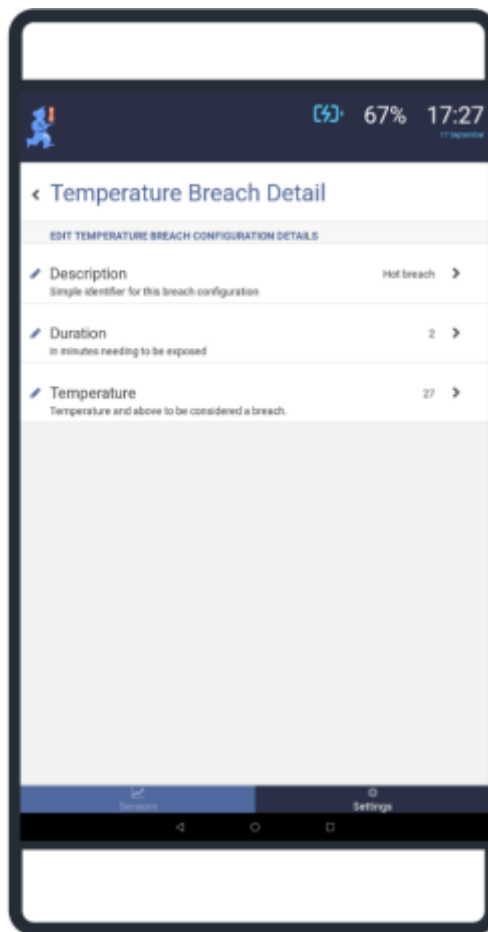 67% 17:27
17 September
Temperature Breach Detail
EDIT TEMPERATURE BREACH CONFIGURATION DETAILS
Description Hot breach
Simple identifier for this breach configuration
Duration 2
in minutes needing to be exposed
Temperature 27
Temperature and above to be considered a breach.
Sensors Settings